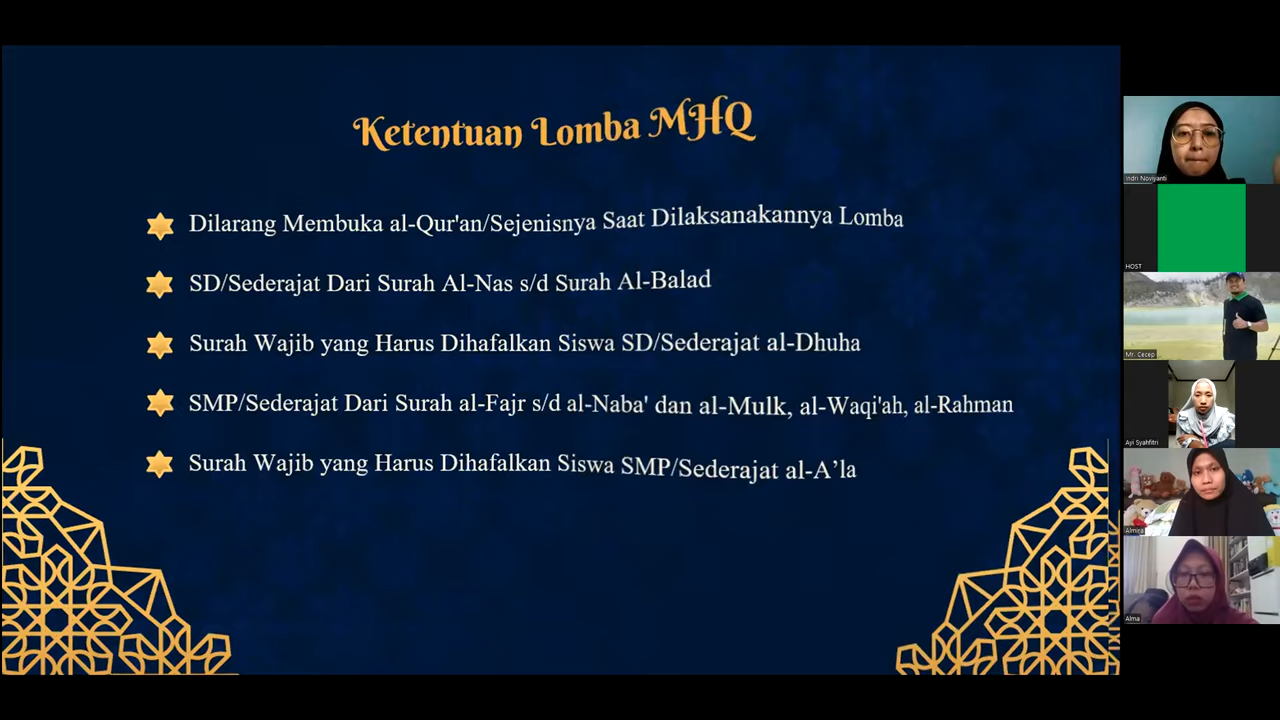 Ketentuan Lomba MHQ
Dilarang Membuka al-Qur'an/Sejenisnya Saat Dilaksanakannya Lomba
SD/Sederajat Dari Surah Al-Nas s/d Surah Al-Balad
Surah Wajib yang Harus Dihafalkan Siswa SD/Sederajat al-Dhuha
SMP/Sederajat Dari Surah al-Fajr s/d al-Naba' dan al-Mulk, al-Waqi'ah, al-Rahman
Surah Wajib yang Harus Dihafalkan Siswa SMP/Sederajat al-A’la
Indri Noviyanti
HOST
Mr. Cecep
Ayi Syahfitri
Almira
Alma